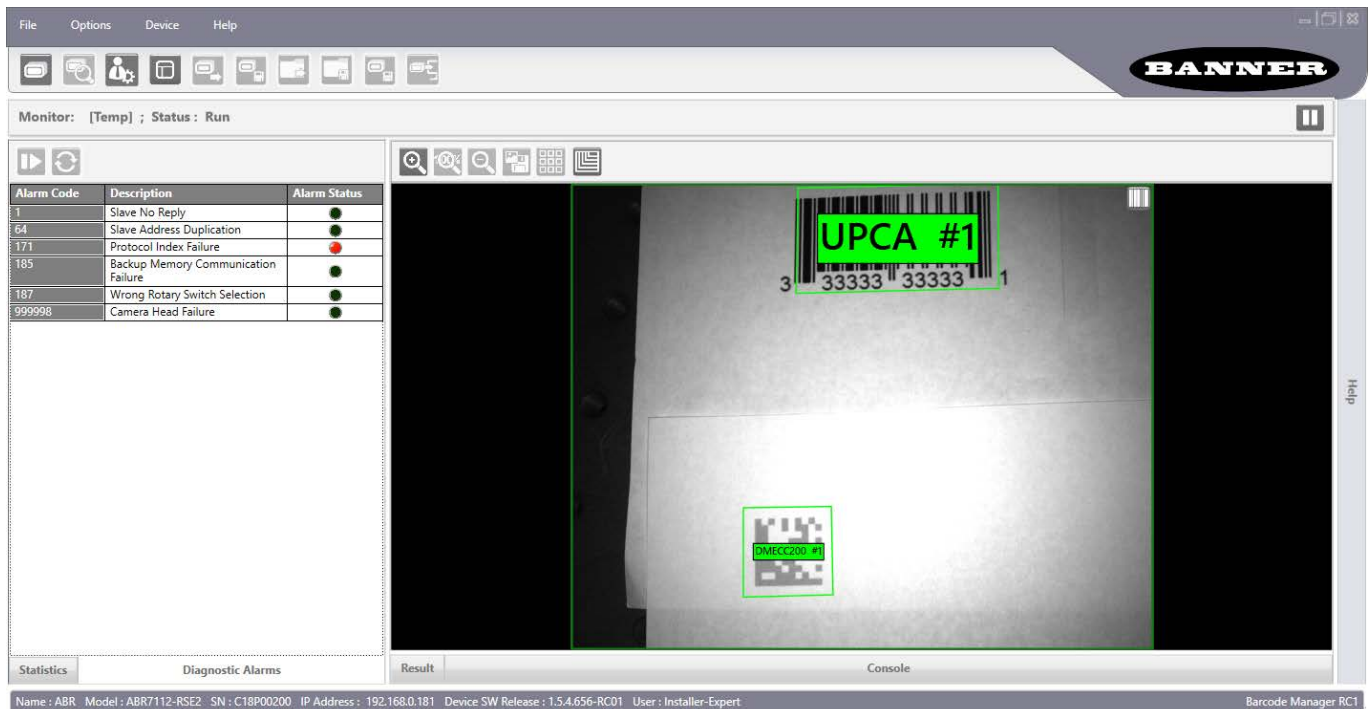 File Options Device Help
BANNER
Monitor: [Temp] ; Status : Run
Alarm Code Description Alarm Status
1 Slave No Reply
64 Slave Address Duplication
171 Protocol Index Failure
185 Backup Memory Communication
Failure
187 Wrong Rotary Switch Selection
999998 Camera Head Failure
UPCA #1
3 33333 33333 1
DMECC200 #1
Help
Statistics Diagnostic Alarms Result Console
Name : ABR Model : ABR7112-RSE2 SN : C18P00200 IP Address : 192.168.0.181 Device SW Release : 1.5.4.656-RC01 User : Installer-Expert Barcode Manager RC1